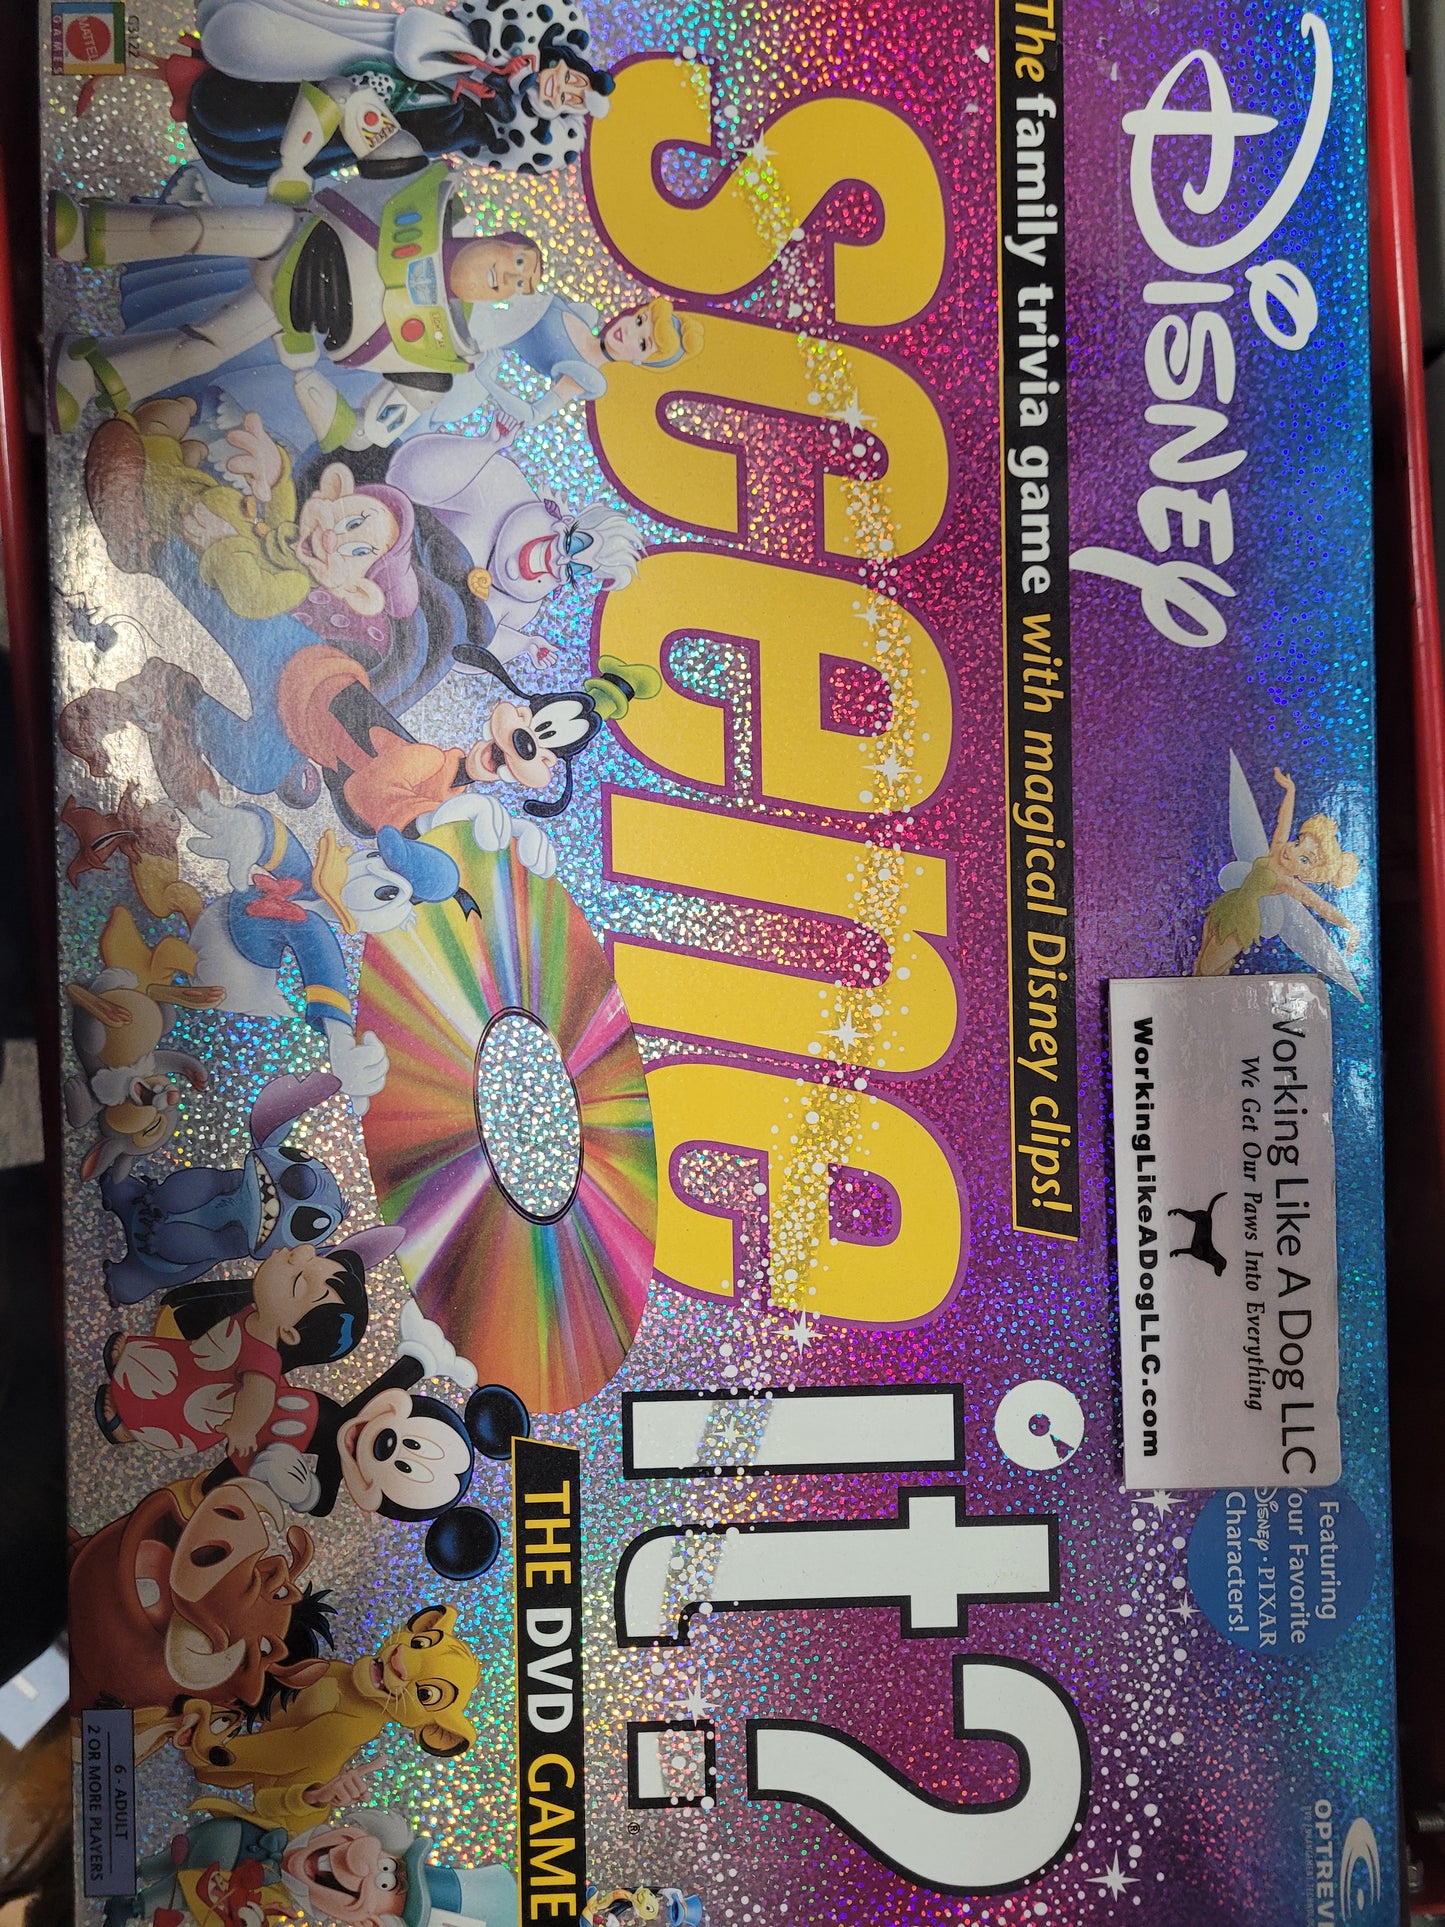 Disney
The family trivia game with magical Disney clips!
scene it?
®
THE DVD GAME
Working Like A Dog LLC
We Get Our Paws Into Everything
WorkingLikeADogLLC.com
Featuring
Your Favorite
Disney · PIXAR
Characters!
OPTREV
MATTEL
GAMES
6 - ADULT
2 OR MORE PLAYERS